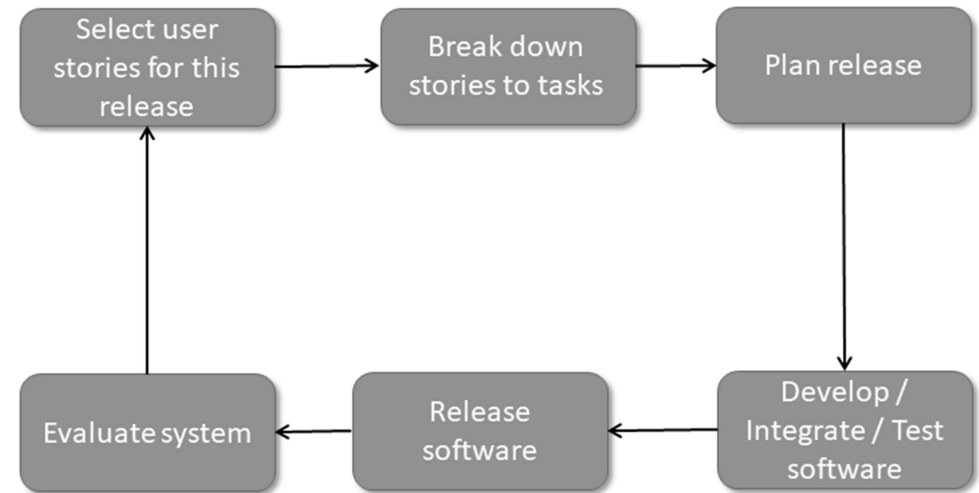 Select user
stories for this
release
Break down
stories to tasks
Plan release
Develop /
Integrate / Test
software
Release
software
Evaluate system